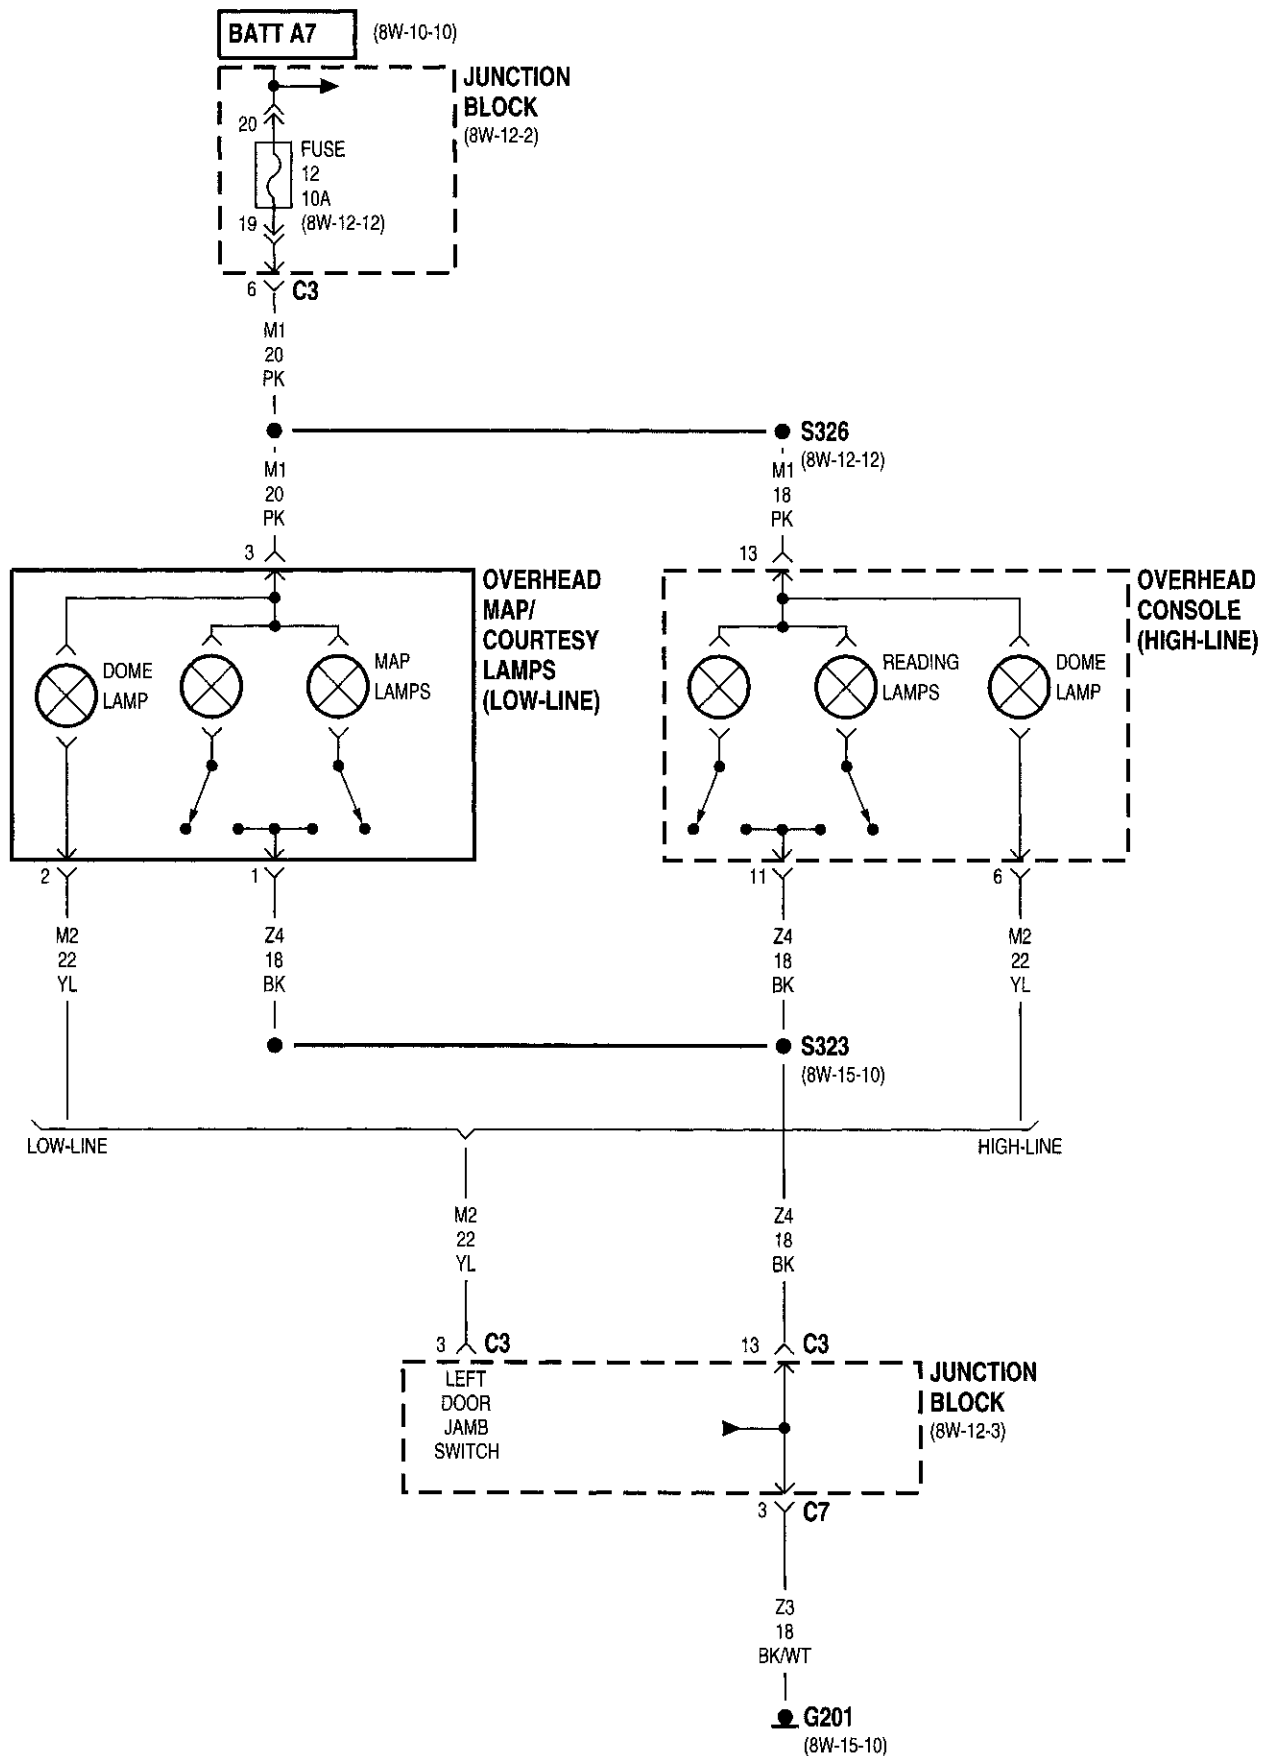 BATT A7 (8W-10-10)
JUNCTION
BLOCK
(8W-12-2)
20
FUSE
12
10A
(8W-12-12)
19
6 C3
M1
20
PK
S326
(8W-12-12)
M1
20
PK
M1
18
PK
3
13
OVERHEAD
MAP/
COURTESY
LAMPS
(LOW-LINE)
DOME
LAMP
MAP
LAMPS
OVERHEAD
CONSOLE
(HIGH-LINE)
READING
LAMPS
DOME
LAMP
2
1
11
6
M2
22
YL
Z4
18
BK
Z4
18
BK
M2
22
YL
S323
(8W-15-10)
LOW-LINE
HIGH-LINE
M2
22
YL
Z4
18
BK
3 C3
13 C3
LEFT
DOOR
JAMB
SWITCH
JUNCTION
BLOCK
(8W-12-3)
3 C7
Z3
18
BK/WT
G201
(8W-15-10)